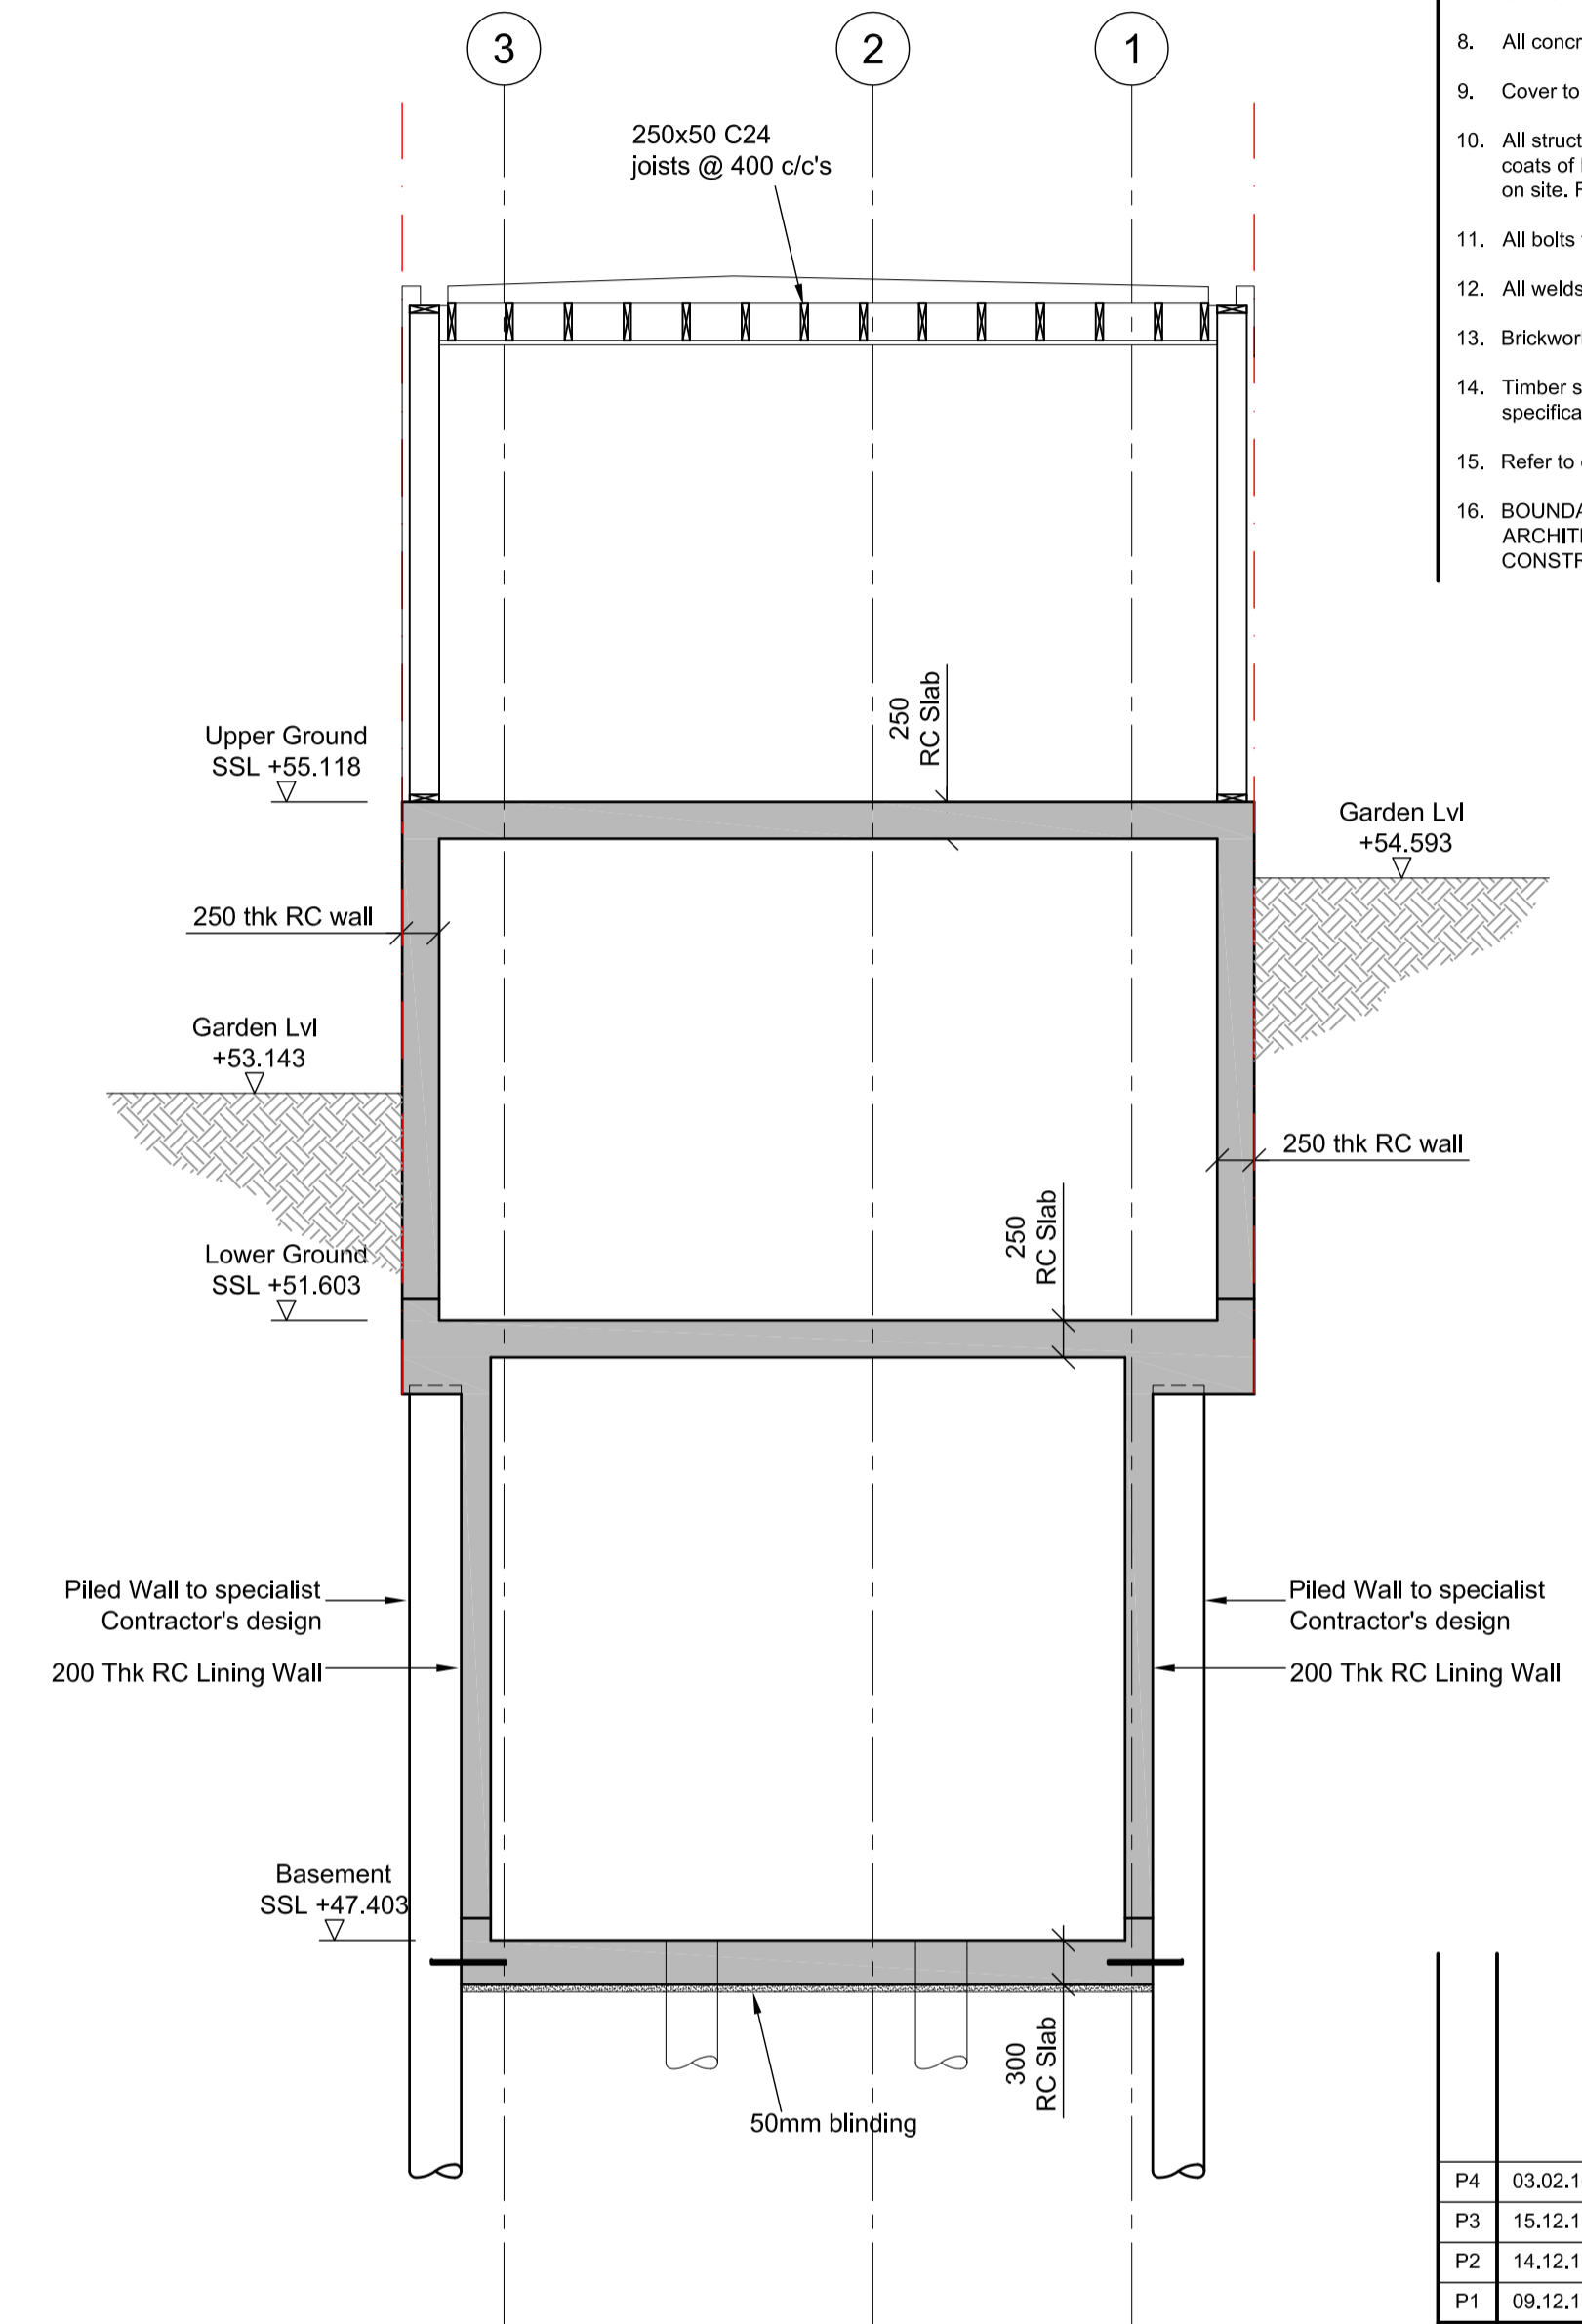 3
2
1
250x50 C24
joists @ 400 c/c's
8. All concr
9. Cover to
10. All struct
coats of
on site.
11. All bolts
12. All welds
13. Brickwor
14. Timber s
specifica
15. Refer to
16. BOUNDA
ARCHIT
CONSTR
Upper Ground
SSL +55.118
250
RC Slab
Garden Lvl
+54.593
250 thk RC wall
Garden Lvl
+53.143
250 thk RC wall
Lower Ground
SSL +51.603
250
RC Slab
Piled Wall to specialist
Contractor's design
200 Thk RC Lining Wall
Piled Wall to specialist
Contractor's design
200 Thk RC Lining Wall
Basement
SSL +47.403
300
RC Slab
50mm blinding
P4 03.02.1
P3 15.12.1
P2 14.12.1
P1 09.12.1